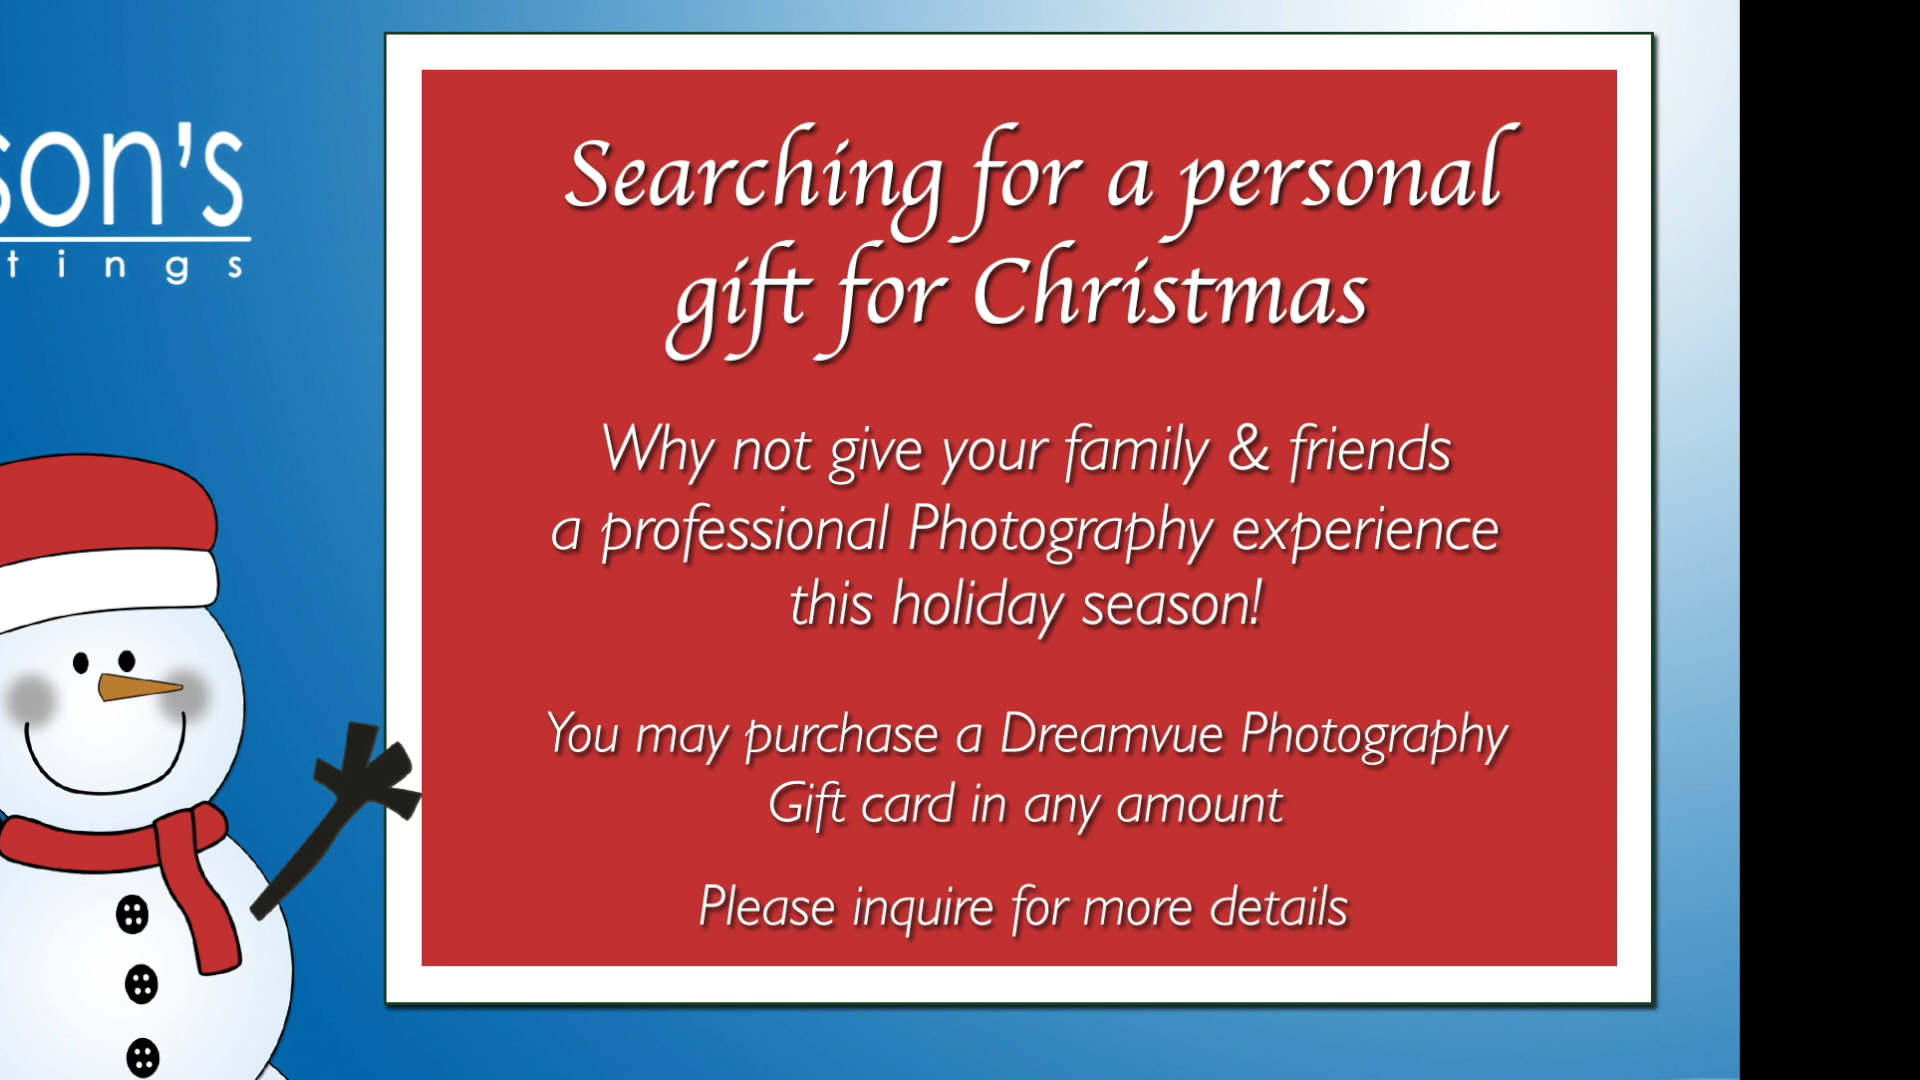 son's
tings
Searching for a personal
gift for Christmas
Why not give your family & friends
a professional Photography experience
this holiday season!
You may purchase a Dreamvue Photography
Gift card in any amount
Please inquire for more details